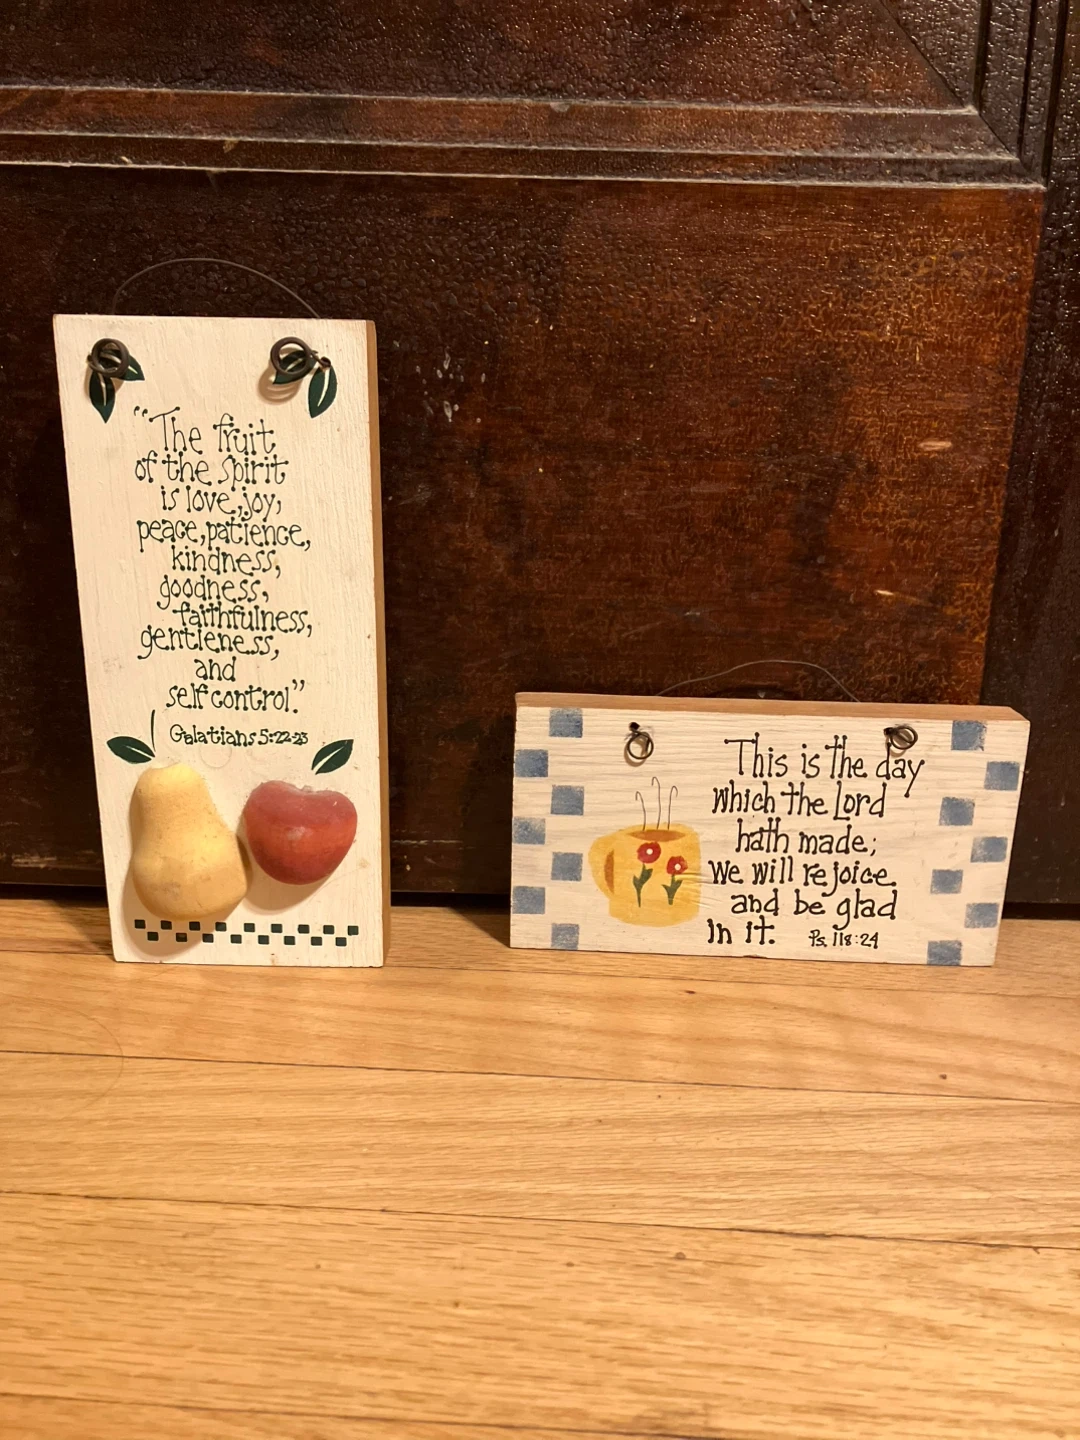 “The fruit
of the spirit
is love, joy,
peace, patience,
kindness,
goodness,
faithfulness,
gentleness,
and
self control.”
Galatians 5:22-23
This is the day
which the Lord
hath made;
We will rejoice
and be glad
In it. Ps. 118:24